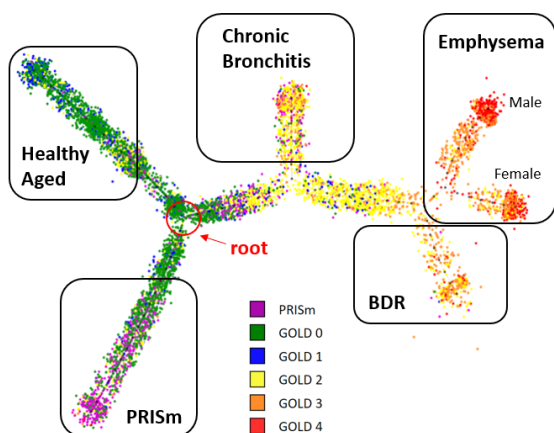 Chronic
Bronchitis
Emphysema
Male
Healthy
Aged
Female
root
BDR
PRISm
PRISm
GOLD 0
GOLD 1
GOLD 2
GOLD 3
GOLD 4